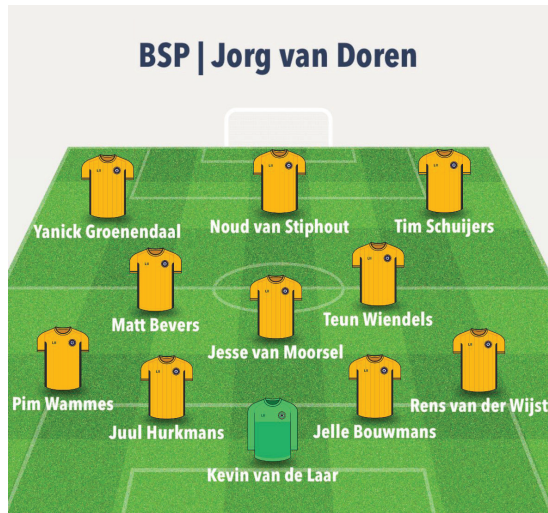 BSP | Jorg van Doren
Yanick Groenendaal
Noud van Stiphout
Tim Schuijers
Matt Bevers
Teun Wiendels
Jesse van Moorsel
Pim Wammes
Juul Hurkmans
Jelle Bouwmans
Rens van der Wijst
Kevin van de Laar